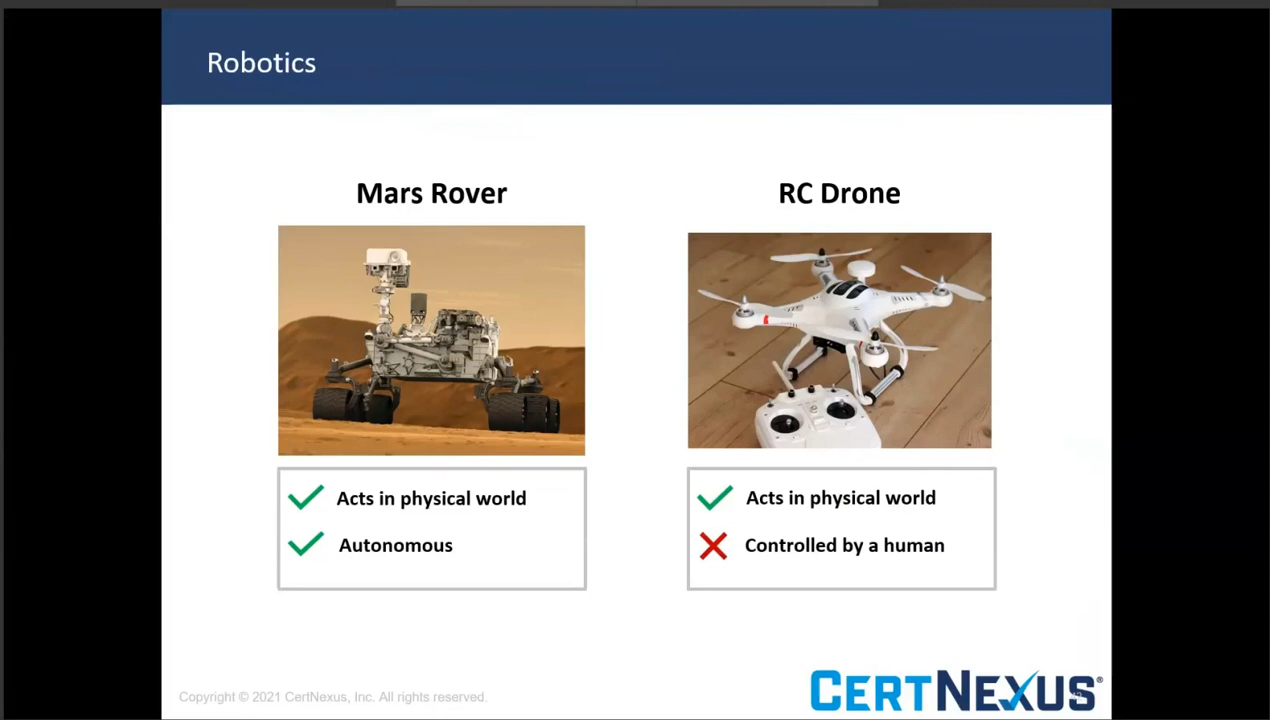 Robotics
Mars Rover
RC Drone
Acts in physical world
Autonomous
Acts in physical world
Controlled by a human
Copyright © 2021 CertNexus, Inc. All rights reserved.
CERTNEXUS®